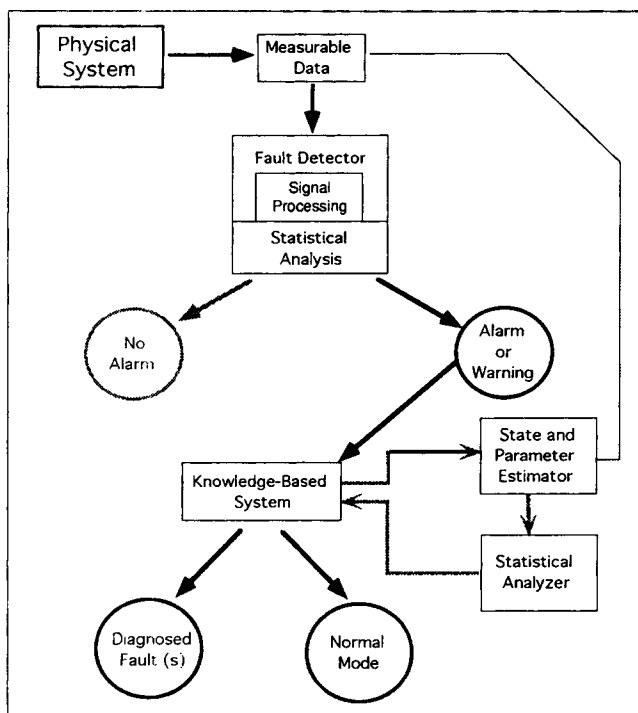 Physical
System
Measurable
Data
Fault Detector
Signal
Processing
Statistical
Analysis
No
Alarm
Alarm
or
Warning
State and
Parameter
Estimator
Knowledge-Based
System
Statistical
Analyzer
Diagnosed
Fault (s)
Normal
Mode